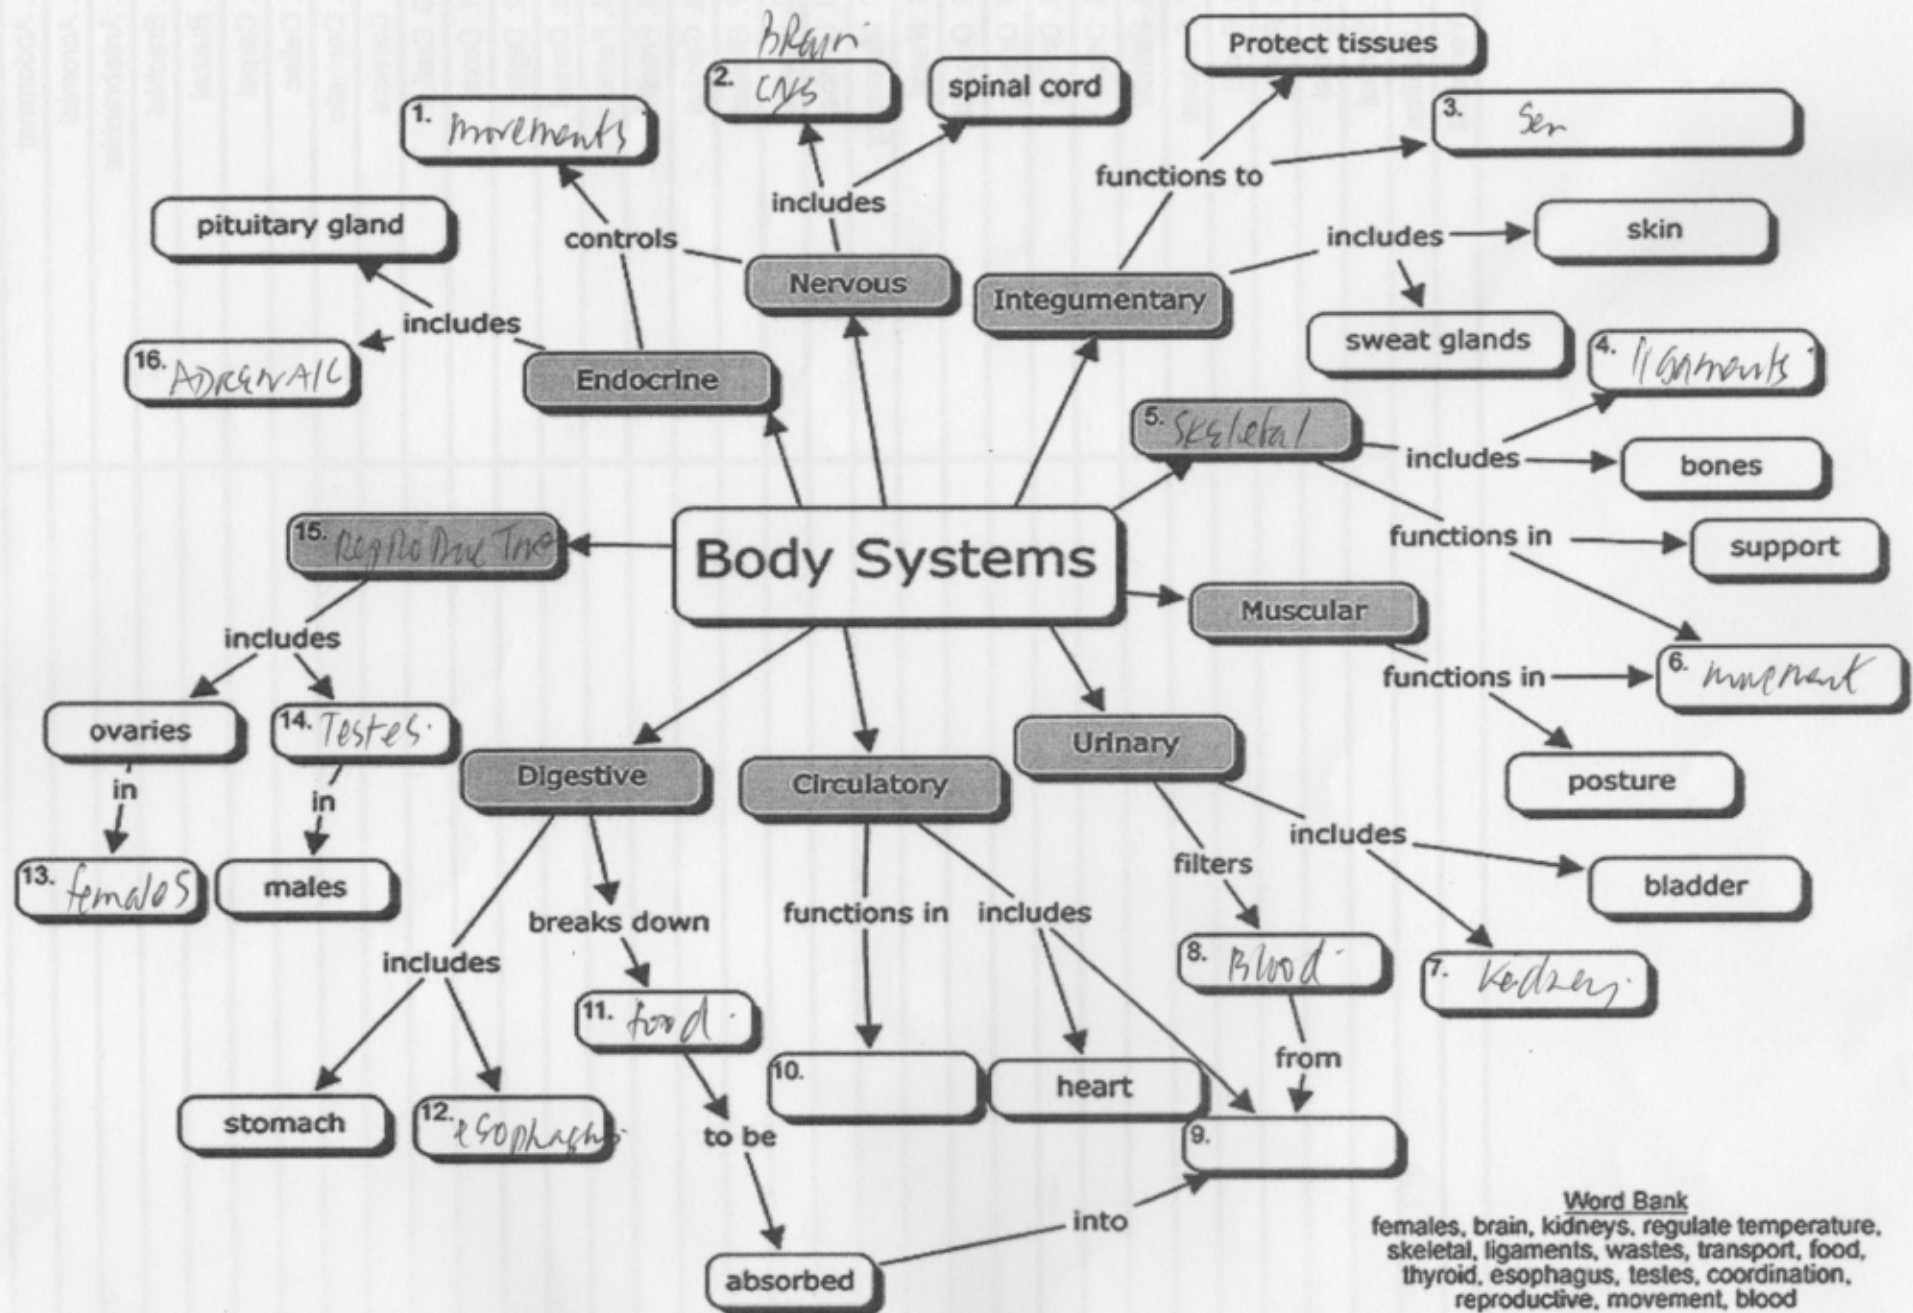 Brain
Protect tissues
2. CNS
spinal cord
3. Sen
1. movements
functions to
includes
pituitary gland
controls
includes
skin
Nervous
Integumentary
includes
sweat glands
4. ligaments
16.
Endocrine
5. Skeletal
includes
bones
15.
Body Systems
functions in
support
Muscular
includes
functions in
6. movement
ovaries
14. Testes.
Urinary
Digestive
Circulatory
posture
in
in
includes
filters
13. females
males
bladder
breaks down
functions in
includes
includes
8. Blood.
7.
11. food.
from
10.
heart
stomach
12. esophaghus
to be
9.
into
absorbed
Word Bank
females, brain, kidneys, regulate temperature,
skeletal, ligaments, wastes, transport, food,
thyroid, esophagus, testes, coordination,
reproductive, movement, blood